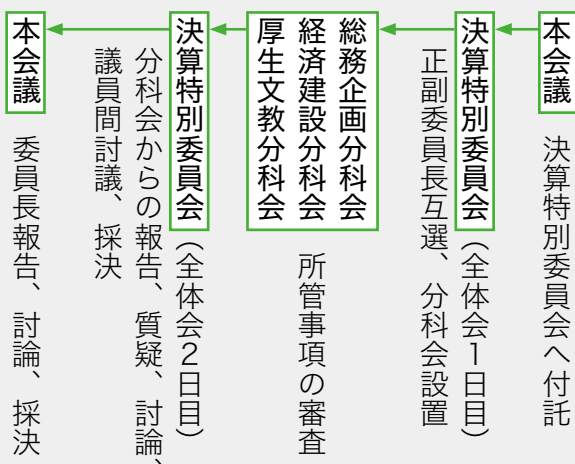 本会議 決算特別委員会へ付託
決算特別委員会（全体会１日目）
正副委員長互選、分科会設置
総務企画分科会
経済建設分科会
厚生文教分科会
所管事項の審査
決算特別委員会（全体会２日目）
分科会からの報告、質疑、討論、
議員間討議、採決
本会議 委員長報告、討論、採決